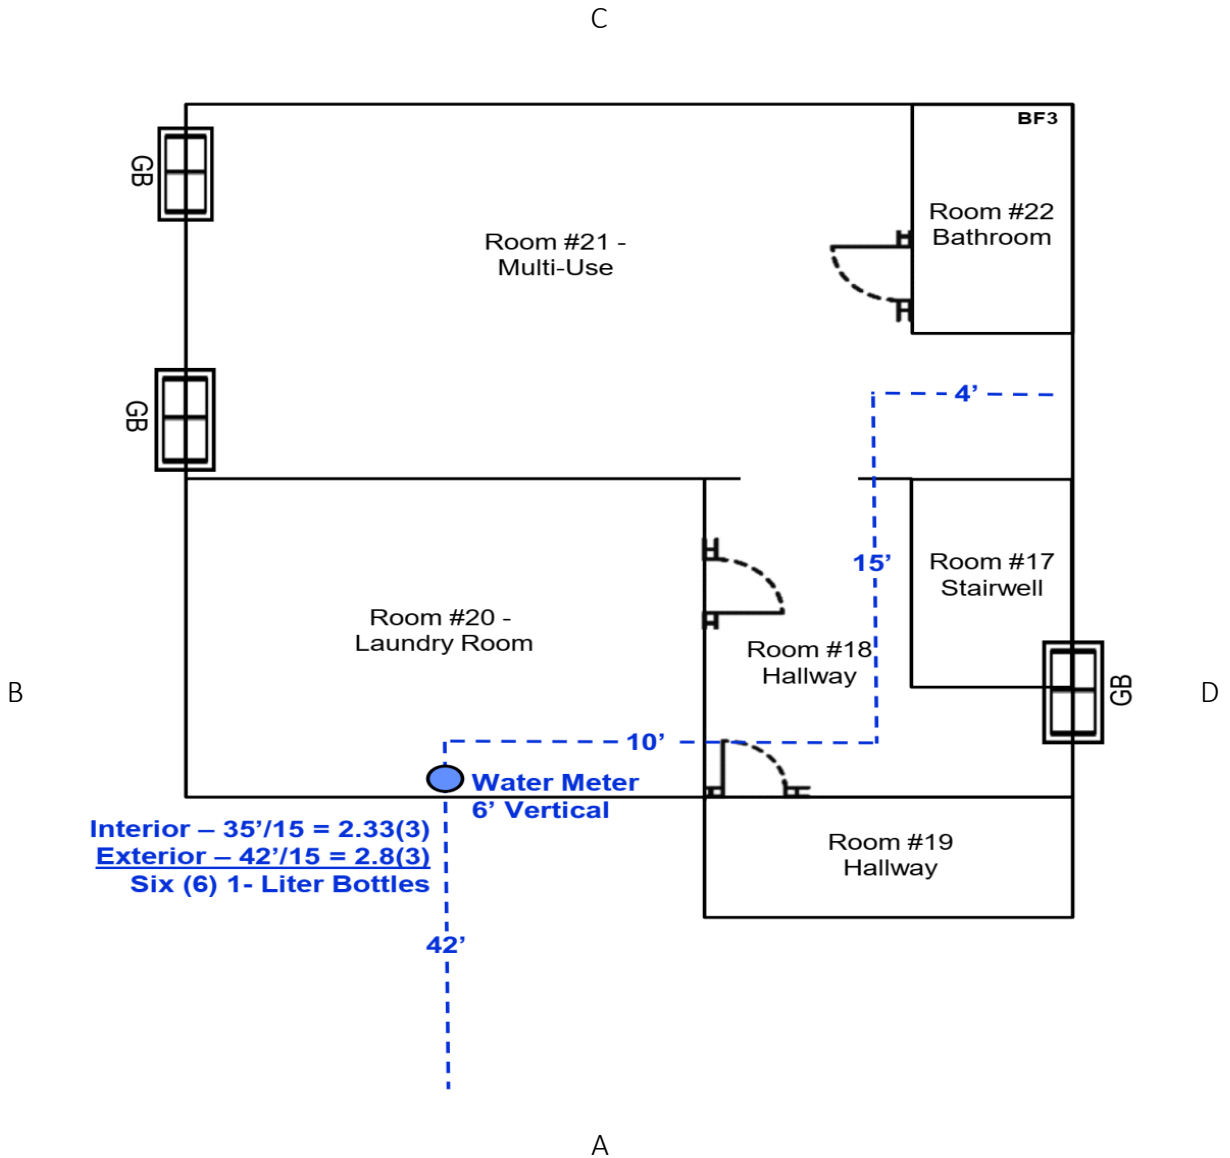 C
BF3
GB
Room #22
Bathroom
Room #21 -
Multi-Use
4’
GB
15’
Room #17
Stairwell
Room #20 -
Laundry Room
Room #18
Hallway
B
GB
D
10’
Water Meter
6’ Vertical
Interior – 35’/15 = 2.33(3)
Exterior – 42’/15 = 2.8(3)
Six (6) 1- Liter Bottles
Room #19
Hallway
42’
A